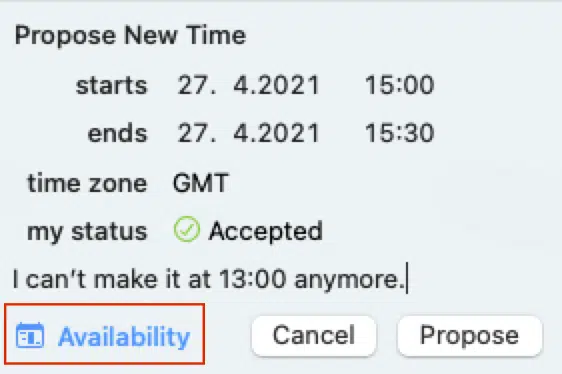 Propose New Time
starts 27. 4.2021 15:00
ends 27. 4.2021 15:30
time zone GMT
my status Accepted
I can't make it at 13:00 anymore.
Availability Cancel Propose